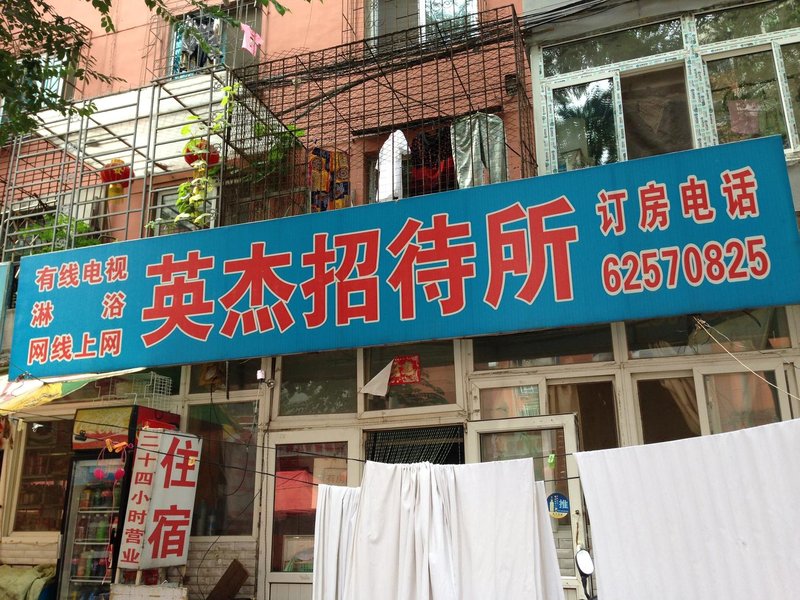 有线电视
淋浴
网线上网
英杰招待所
订房电话
62570825
住宿
二十四小时营业
推